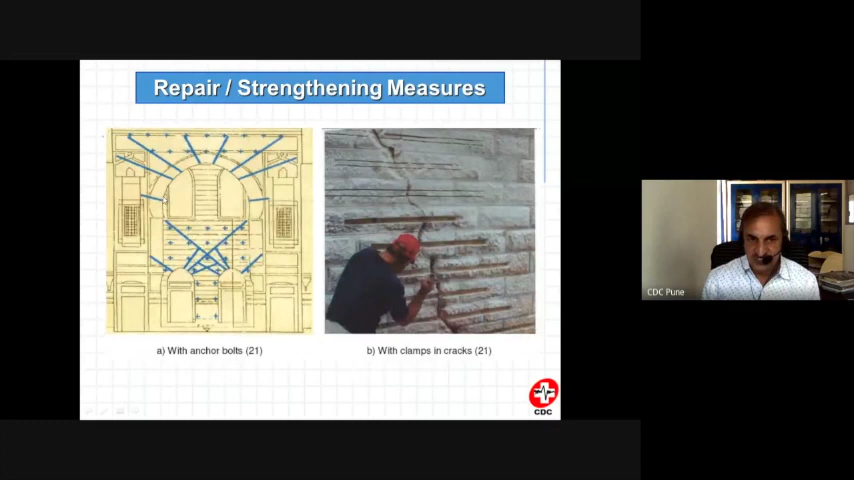 Repair / Strengthening Measures
a) With anchor bolts (21)
b) With clamps in cracks (21)
CDC
CDC Pune